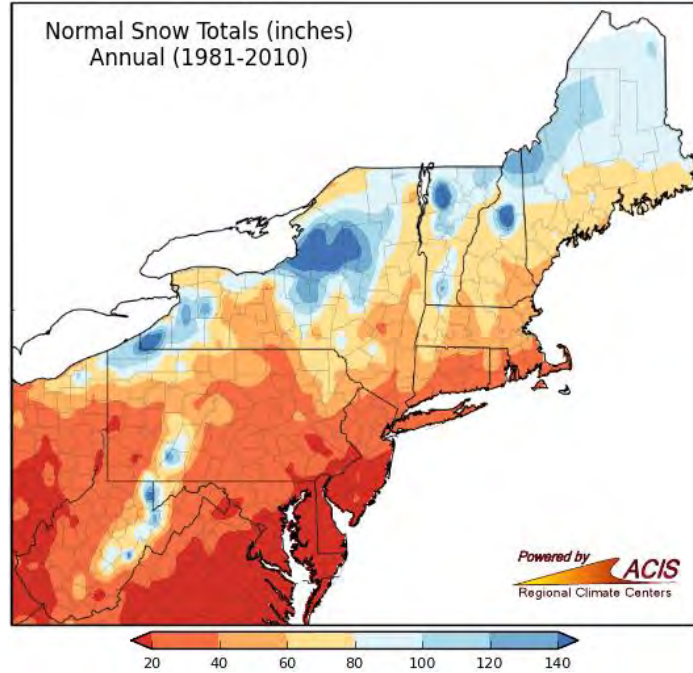 Normal Snow Totals (inches)
Annual (1981-2010)
Powered by
ACIS
Regional Climate Centers
20 40 60 80 100 120 140